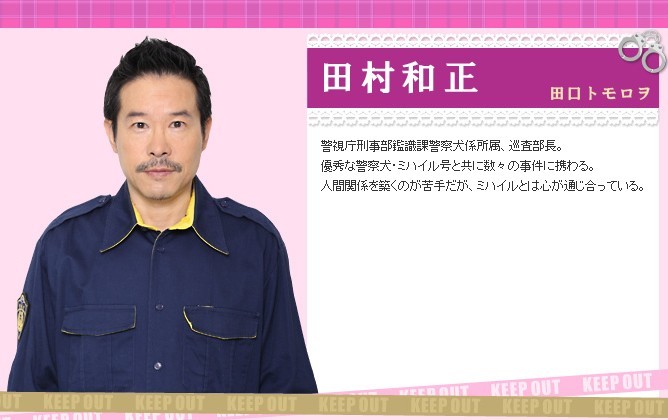 田村和正
田口トモロヲ
警視庁刑事部鑑識課警察犬係所属、巡査部長。
優秀な警察犬・ミハイル号と共に数々の事件に携わる。
人間関係を築くのが苦手だが、ミハイルとは心が通じ合っている。
KEEP OUT KEEP OUT KEEP OUT
KEEP OUT KEEP OUT KEEP OUT KEEP OUT KEEP OUT